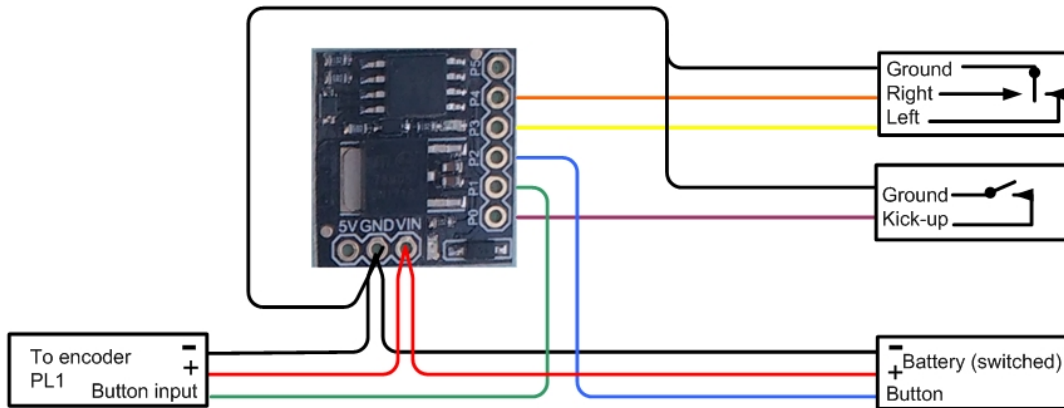 P5
P4
P3
P2
P1
P0
5V GND VIN
Ground
Right
Left
Ground
Kick-up
To encoder
PL1
-
+
Button input
-
+
Battery (switched)
Button